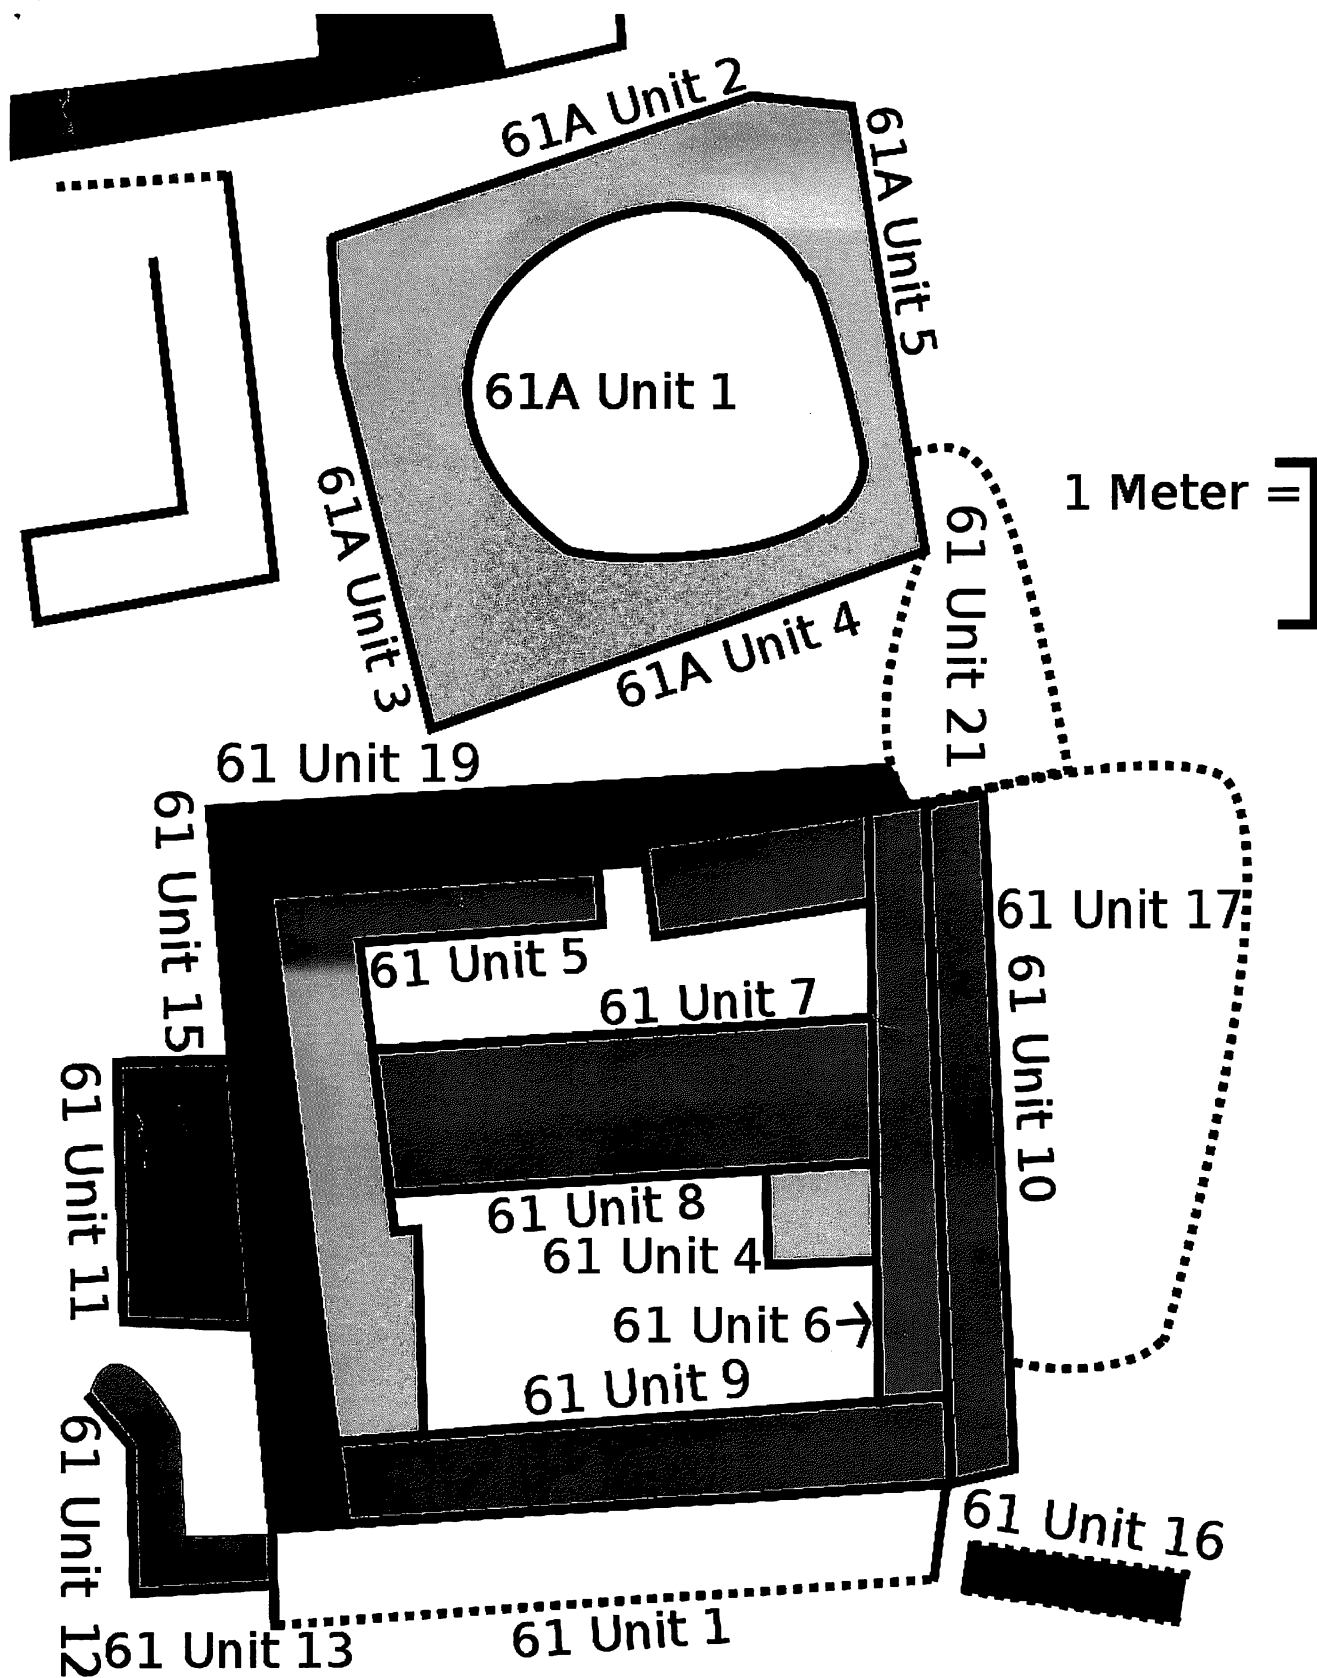 61A Unit 2
61A Unit 5
61A Unit 1
61A Unit 3
1 Meter =
61 Unit 21
61A Unit 4
61 Unit 19
61 Unit 15
61 Unit 17
61 Unit 5
61 Unit 10
61 Unit 7
61 Unit 11
61 Unit 8
61 Unit 4
61 Unit 6→
61 Unit 9
61 Unit 12
61 Unit 16
61 Unit 13
61 Unit 1